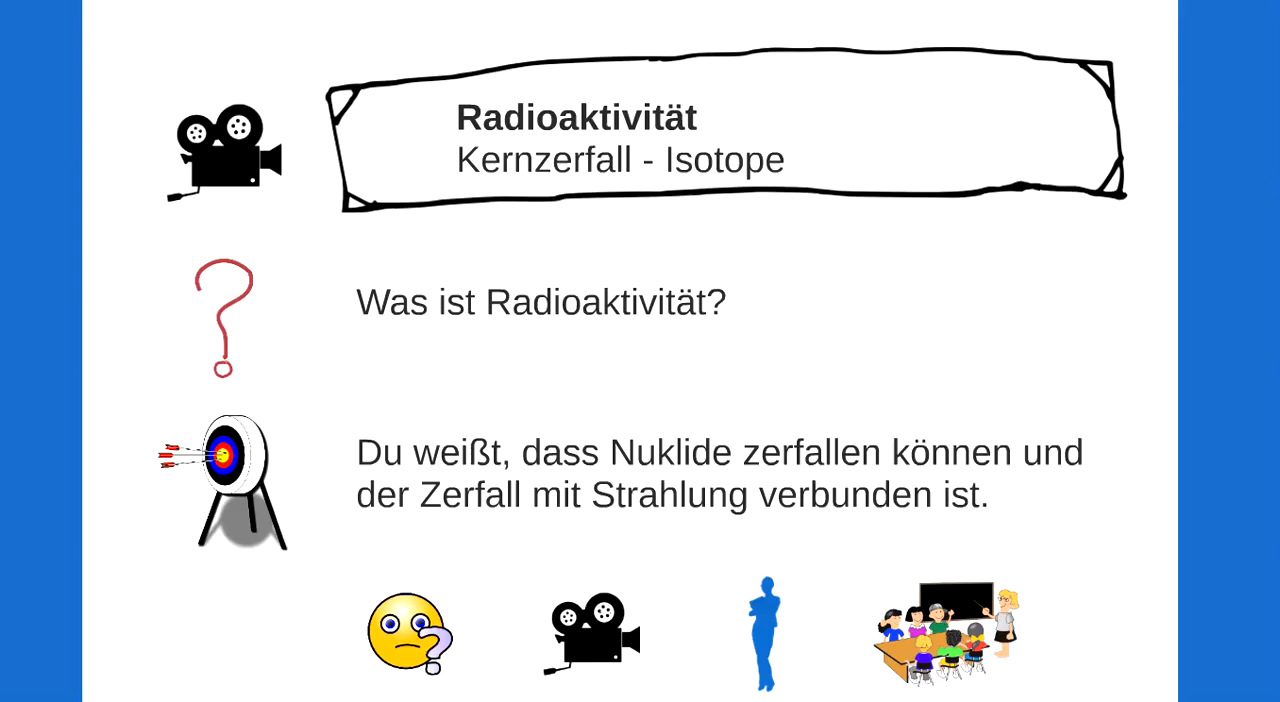 Radioaktivität
Kernzerfall - Isotope
Was ist Radioaktivität?
Du weißt, dass Nuklide zerfallen können und
der Zerfall mit Strahlung verbunden ist.